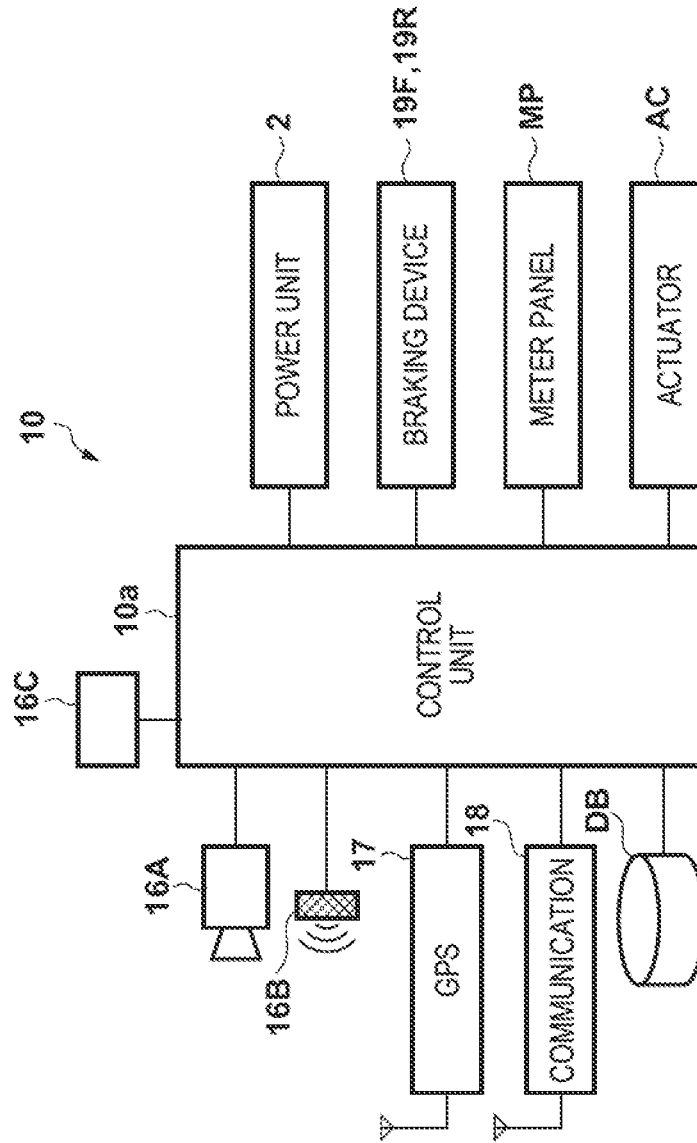 10
16C
10a
16A
16B
17
GPS
18
COMMUNICATION
DB
CONTROL
UNIT
POWER UNIT
2
BRAKING DEVICE
19F, 19R
METER PANEL
MP
ACTUATOR
AC